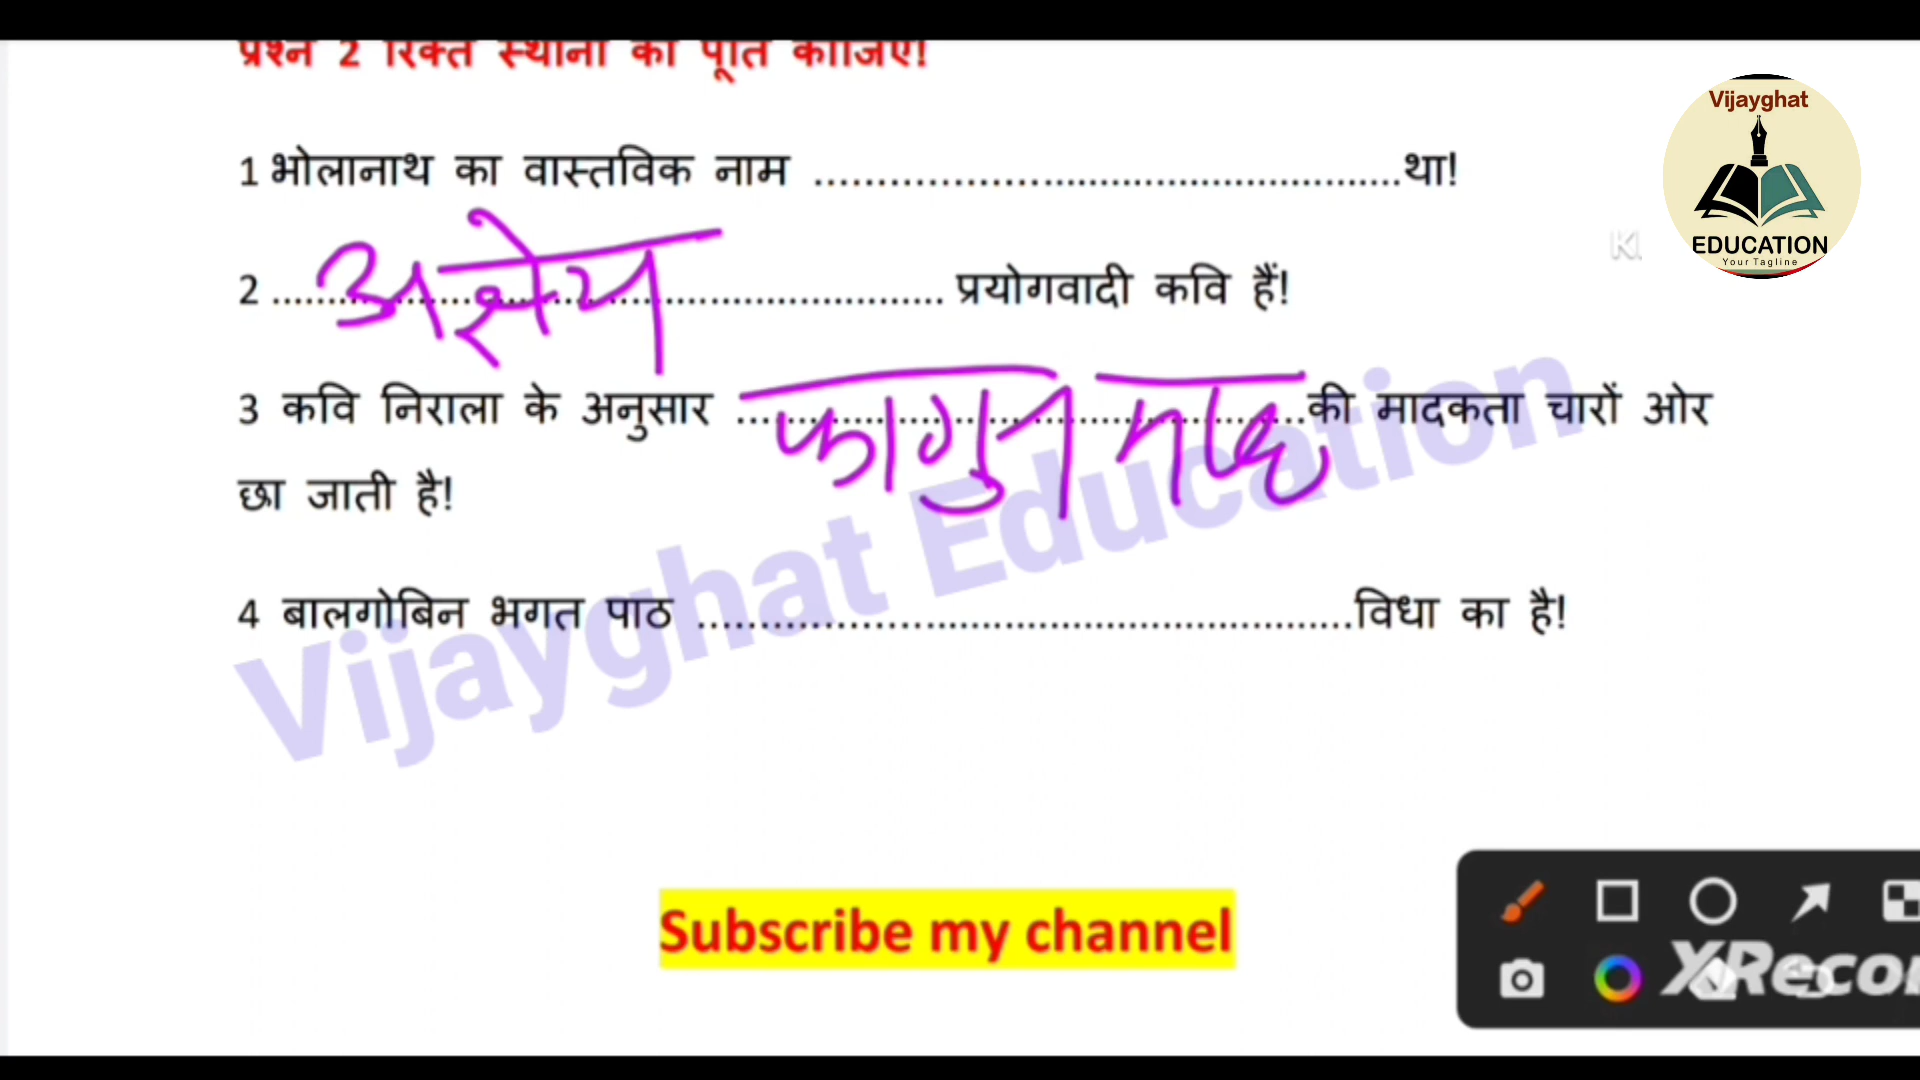 प्रश्न 2 रिक्त स्थानों की पूर्ति कीजिए!
Vijayghat
EDUCATION
Your Tagline
1 भोलानाथ का वास्तविक नाम ............................................था!
2 ............................................ प्रयोगवादी कवि हैं!
अज्ञेय
3 कवि निराला के अनुसार ............................................की मादकता चारों ओर
फागुन माह
छा जाती है!
4 बालगोबिन भगत पाठ ............................................विधा का है!
Vijayghat Education
Subscribe my channel